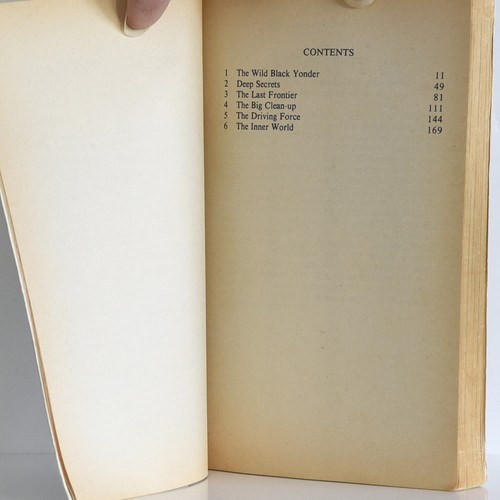 CONTENTS
1 The Wild Black Yonder 11
2 Deep Secrets 49
3 The Last Frontier 81
4 The Big Clean-up 111
5 The Driving Force 144
6 The Inner World 169